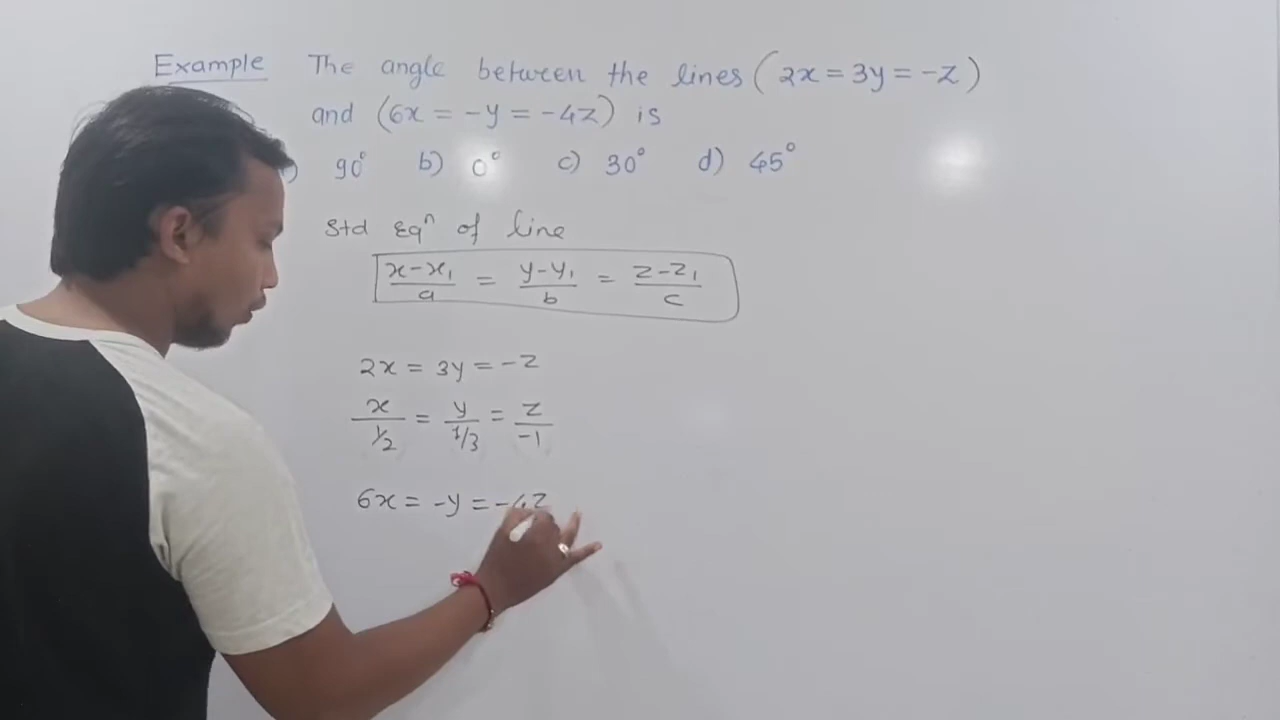 Example The angle between the lines (2x = 3y = -z)
and (6x = -y = -4z) is
) 90° b) 0° c) 30° d) 45°
Std Eqⁿ of line
x-x₁/a = y-y₁/b = z-z₁/c
2x = 3y = -z
x/1/2 = y/1/3 = z/-1
6x = -y = -4z